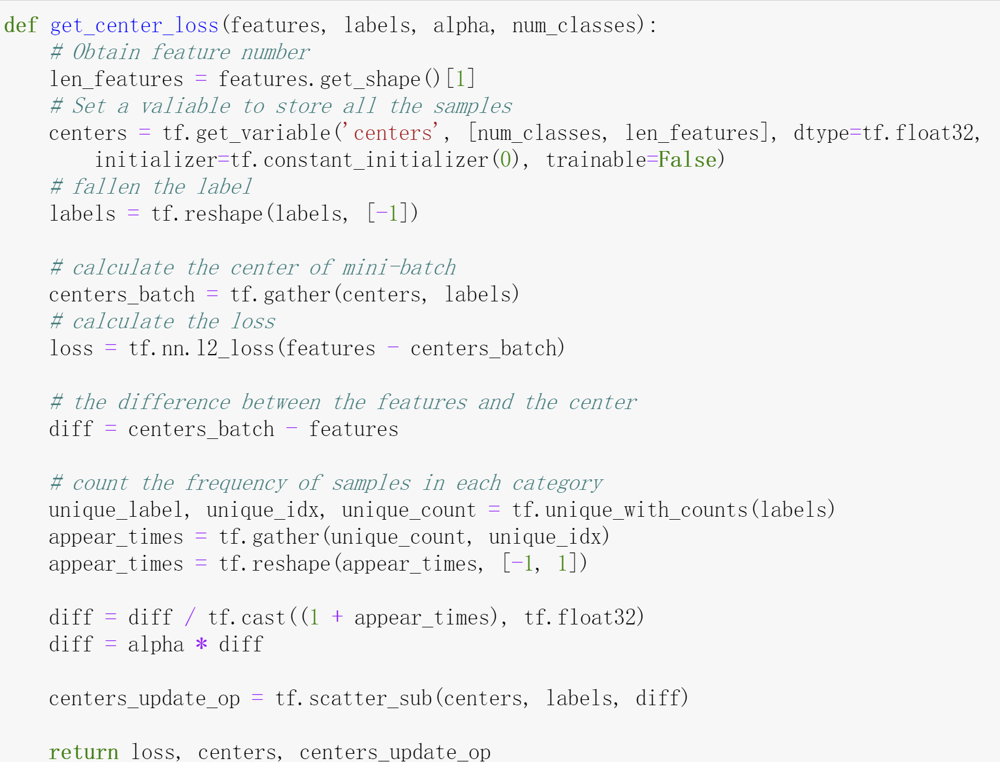 def get_center_loss(features, labels, alpha, num_classes):
    # Obtain feature number
    len_features = features.get_shape()[1]
    # Set a valiable to store all the samples
    centers = tf.get_variable('centers', [num_classes, len_features], dtype=tf.float32,
        initializer=tf.constant_initializer(0), trainable=False)
    # fallen the label
    labels = tf.reshape(labels, [-1])

    # calculate the center of mini-batch
    centers_batch = tf.gather(centers, labels)
    # calculate the loss
    loss = tf.nn.l2_loss(features - centers_batch)

    # the difference between the features and the center
    diff = centers_batch - features

    # count the frequency of samples in each category
    unique_label, unique_idx, unique_count = tf.unique_with_counts(labels)
    appear_times = tf.gather(unique_count, unique_idx)
    appear_times = tf.reshape(appear_times, [-1, 1])

    diff = diff / tf.cast((1 + appear_times), tf.float32)
    diff = alpha * diff

    centers_update_op = tf.scatter_sub(centers, labels, diff)

    return loss, centers, centers_update_op